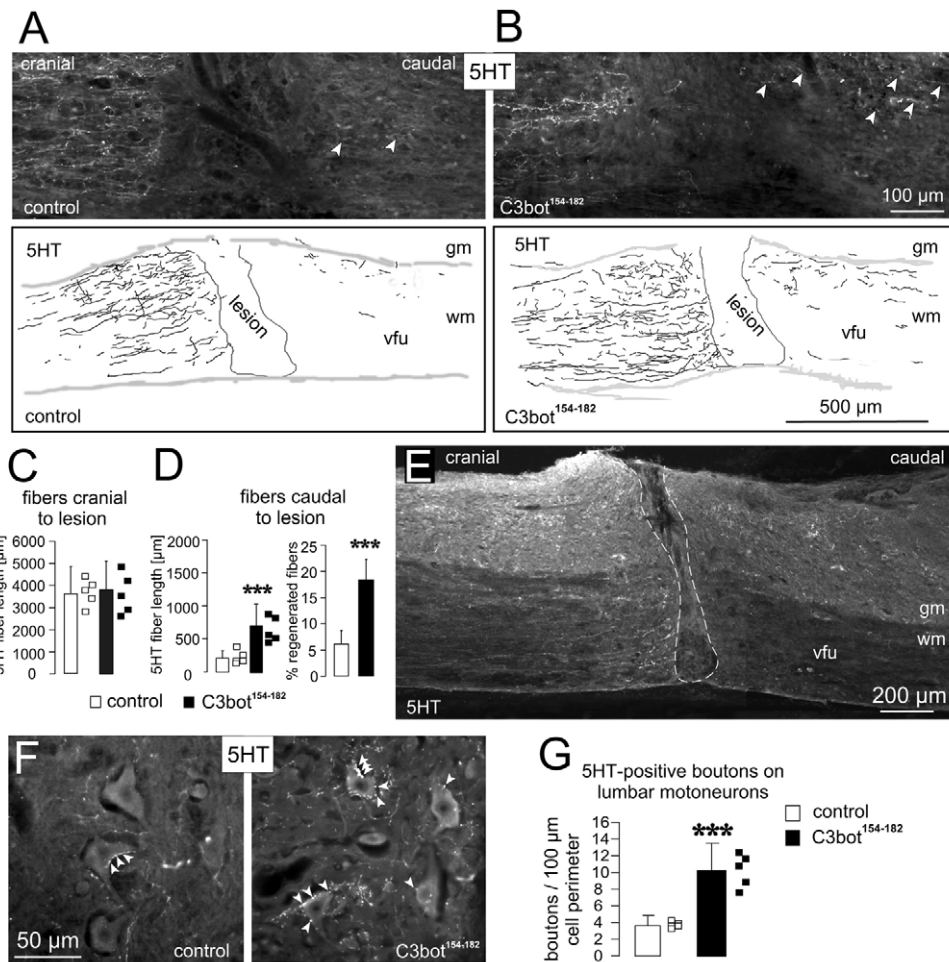 A
B
cranial
caudal
5HT
control
C3bot154-182
100 µm
5HT
gm
wm
lesion
vfu
control
5HT
gm
wm
lesion
vfu
C3bot154-182
500 µm
C
fibers cranial
to lesion
fiber length [µm]
6000
5000
4000
3000
2000
1000
0
D
fibers caudal
to lesion
5HT fiber length [µm]
2000
1500
1000
500
0
***
% regenerated fibers
25
20
15
10
5
0
***
control
C3bot154-182
E
cranial
caudal
gm
wm
vfu
5HT
200 µm
F
5HT
50 µm
control
C3bot154-182
G
5HT-positive boutons on
lumbar motoneurons
control
C3bot154-182
boutons / 100 µm
cell perimeter
16
14
12
10
8
6
4
2
0
***